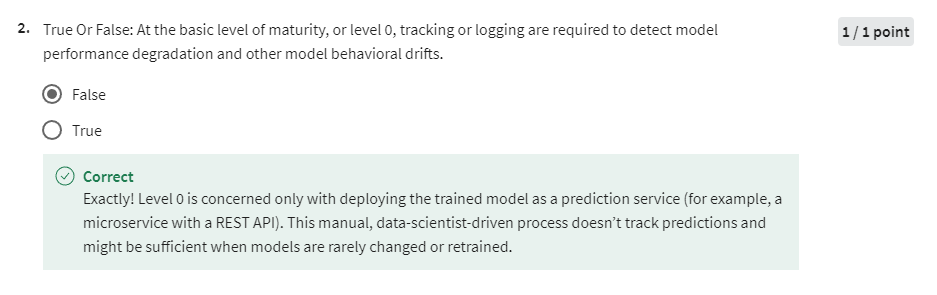 2. True Or False: At the basic level of maturity, or level 0, tracking or logging are required to detect model
1 / 1 point
performance degradation and other model behavioral drifts.
False
True
Correct
Exactly! Level 0 is concerned only with deploying the trained model as a prediction service (for example, a
microservice with a REST API). This manual, data-scientist-driven process doesn't track predictions and
might be sufficient when models are rarely changed or retrained.